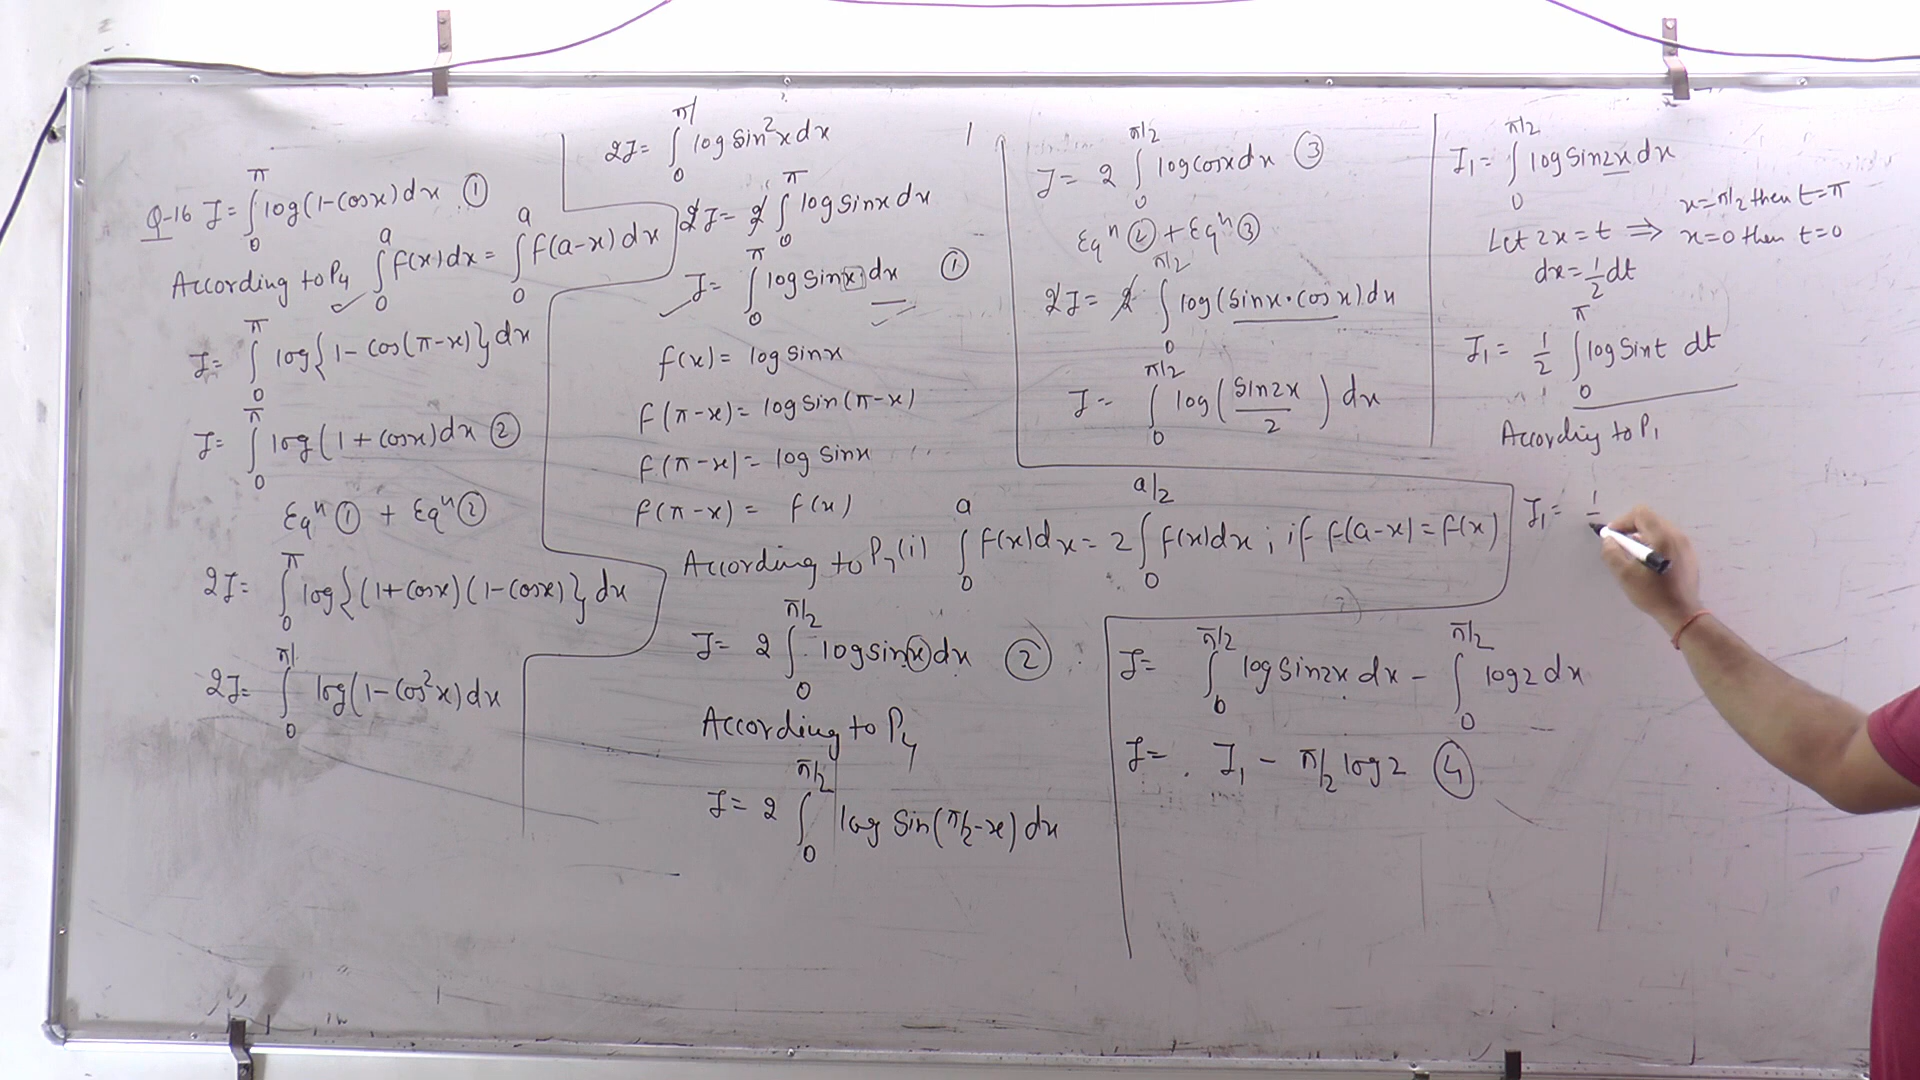 Q-16 I = ∫₀^π log(1-cosx)dx ①
According to P₄ ∫₀^a f(x)dx = ∫₀^a f(a-x)dx
I = ∫₀^π log{1-cos(π-x)}dx
I = ∫₀^π log(1+cosx)dx ②
Eqⁿ ① + Eqⁿ ②
2I = ∫₀^π log{(1+cosx)(1-cosx)}dx
2I = ∫₀^π log(1-cos²x)dx
2I = ∫₀^π log sin²x dx
2I = 2 ∫₀^π log sinx dx
I = ∫₀^π log sinx dx ①
f(x) = log sinx
f(π-x) = log sin(π-x)
f(π-x) = log sinx
f(π-x) = f(x)
According to P₇(i) ∫₀^a f(x)dx = 2∫₀^{a/2} f(x)dx ; if f(a-x) = f(x)
I = 2 ∫₀^{π/2} log sinx dx ②
According to P₄
I = 2 ∫₀^{π/2} log sin(π/2-x)dx
I = 2 ∫₀^{π/2} log cosx dx ③
Eqⁿ ② + Eqⁿ ③
2I = 2 ∫₀^{π/2} log(sinx·cosx)dx
I = ∫₀^{π/2} log(sin2x/2)dx
I = ∫₀^{π/2} log sin2x dx - ∫₀^{π/2} log2 dx
I = I₁ - π/2 log2 ④
I₁ = ∫₀^{π/2} log sin2x dx
Let 2x = t ⇒ x = π/2 then t = π
x = 0 then t = 0
dx = 1/2 dt
I₁ = 1/2 ∫₀^π log sint dt
According to P₁
I₁ = 1